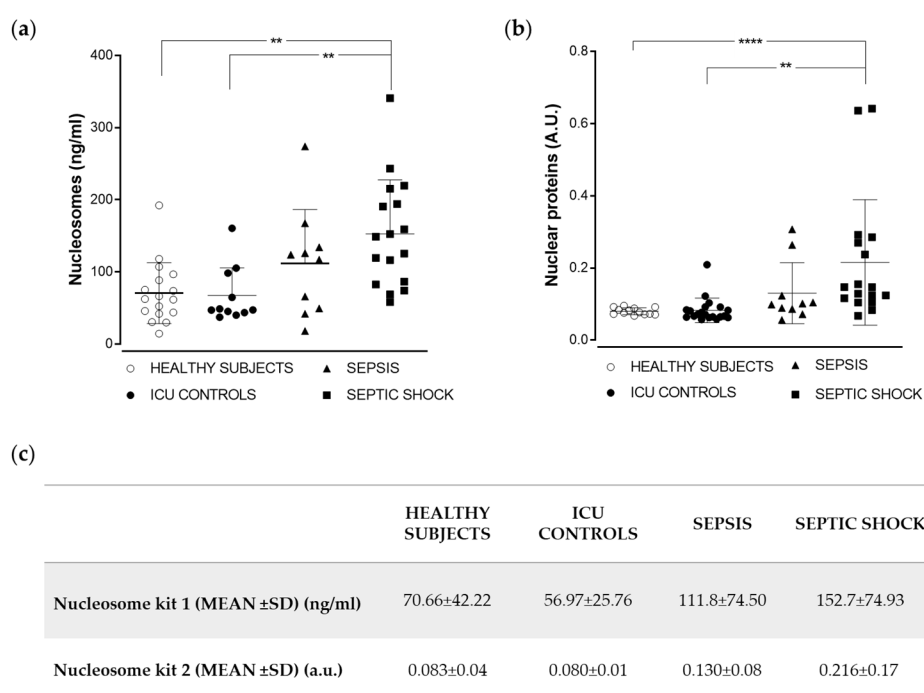 (a)
Nucleosomes (ng/ml)
400
300
200
100
0
**
**
○ HEALTHY SUBJECTS ▲ SEPSIS
● ICU CONTROLS ■ SEPTIC SHOCK
(b)
Nuclear proteins (A.U.)
0.8
0.6
0.4
0.2
0.0
****
**
○ HEALTHY SUBJECTS ▲ SEPSIS
● ICU CONTROLS ■ SEPTIC SHOCK
(c)
HEALTHY SUBJECTS ICU CONTROLS SEPSIS SEPTIC SHOCK
Nucleosome kit 1 (MEAN ±SD) (ng/ml) 70.66±42.22 56.97±25.76 111.8±74.50 152.7±74.93
Nucleosome kit 2 (MEAN ±SD) (a.u.) 0.083±0.04 0.080±0.01 0.130±0.08 0.216±0.17